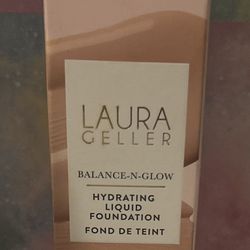 LAURA
GELLER
BALANCE-N-GLOW
HYDRATING
LIQUID
FOUNDATION
FOND DE TEINT